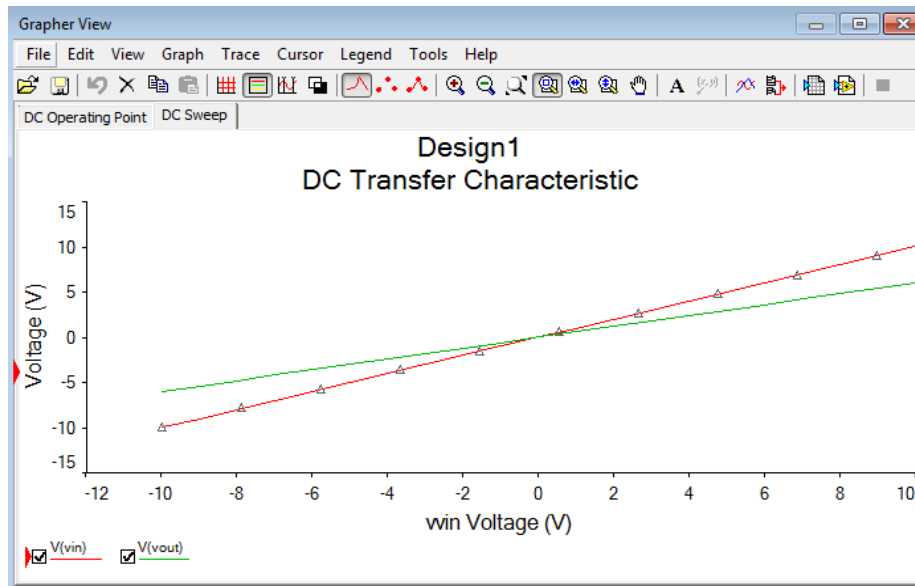 Grapher View
File Edit View Graph Trace Cursor Legend Tools Help
A (x,y)
DC Operating Point DC Sweep
Design1
DC Transfer Characteristic
Voltage (V)
15
10
5
0
-5
-10
-15
-12 -10 -8 -6 -4 -2 0 2 4 6 8 10
vvin Voltage (V)
V(vin) V(vout)